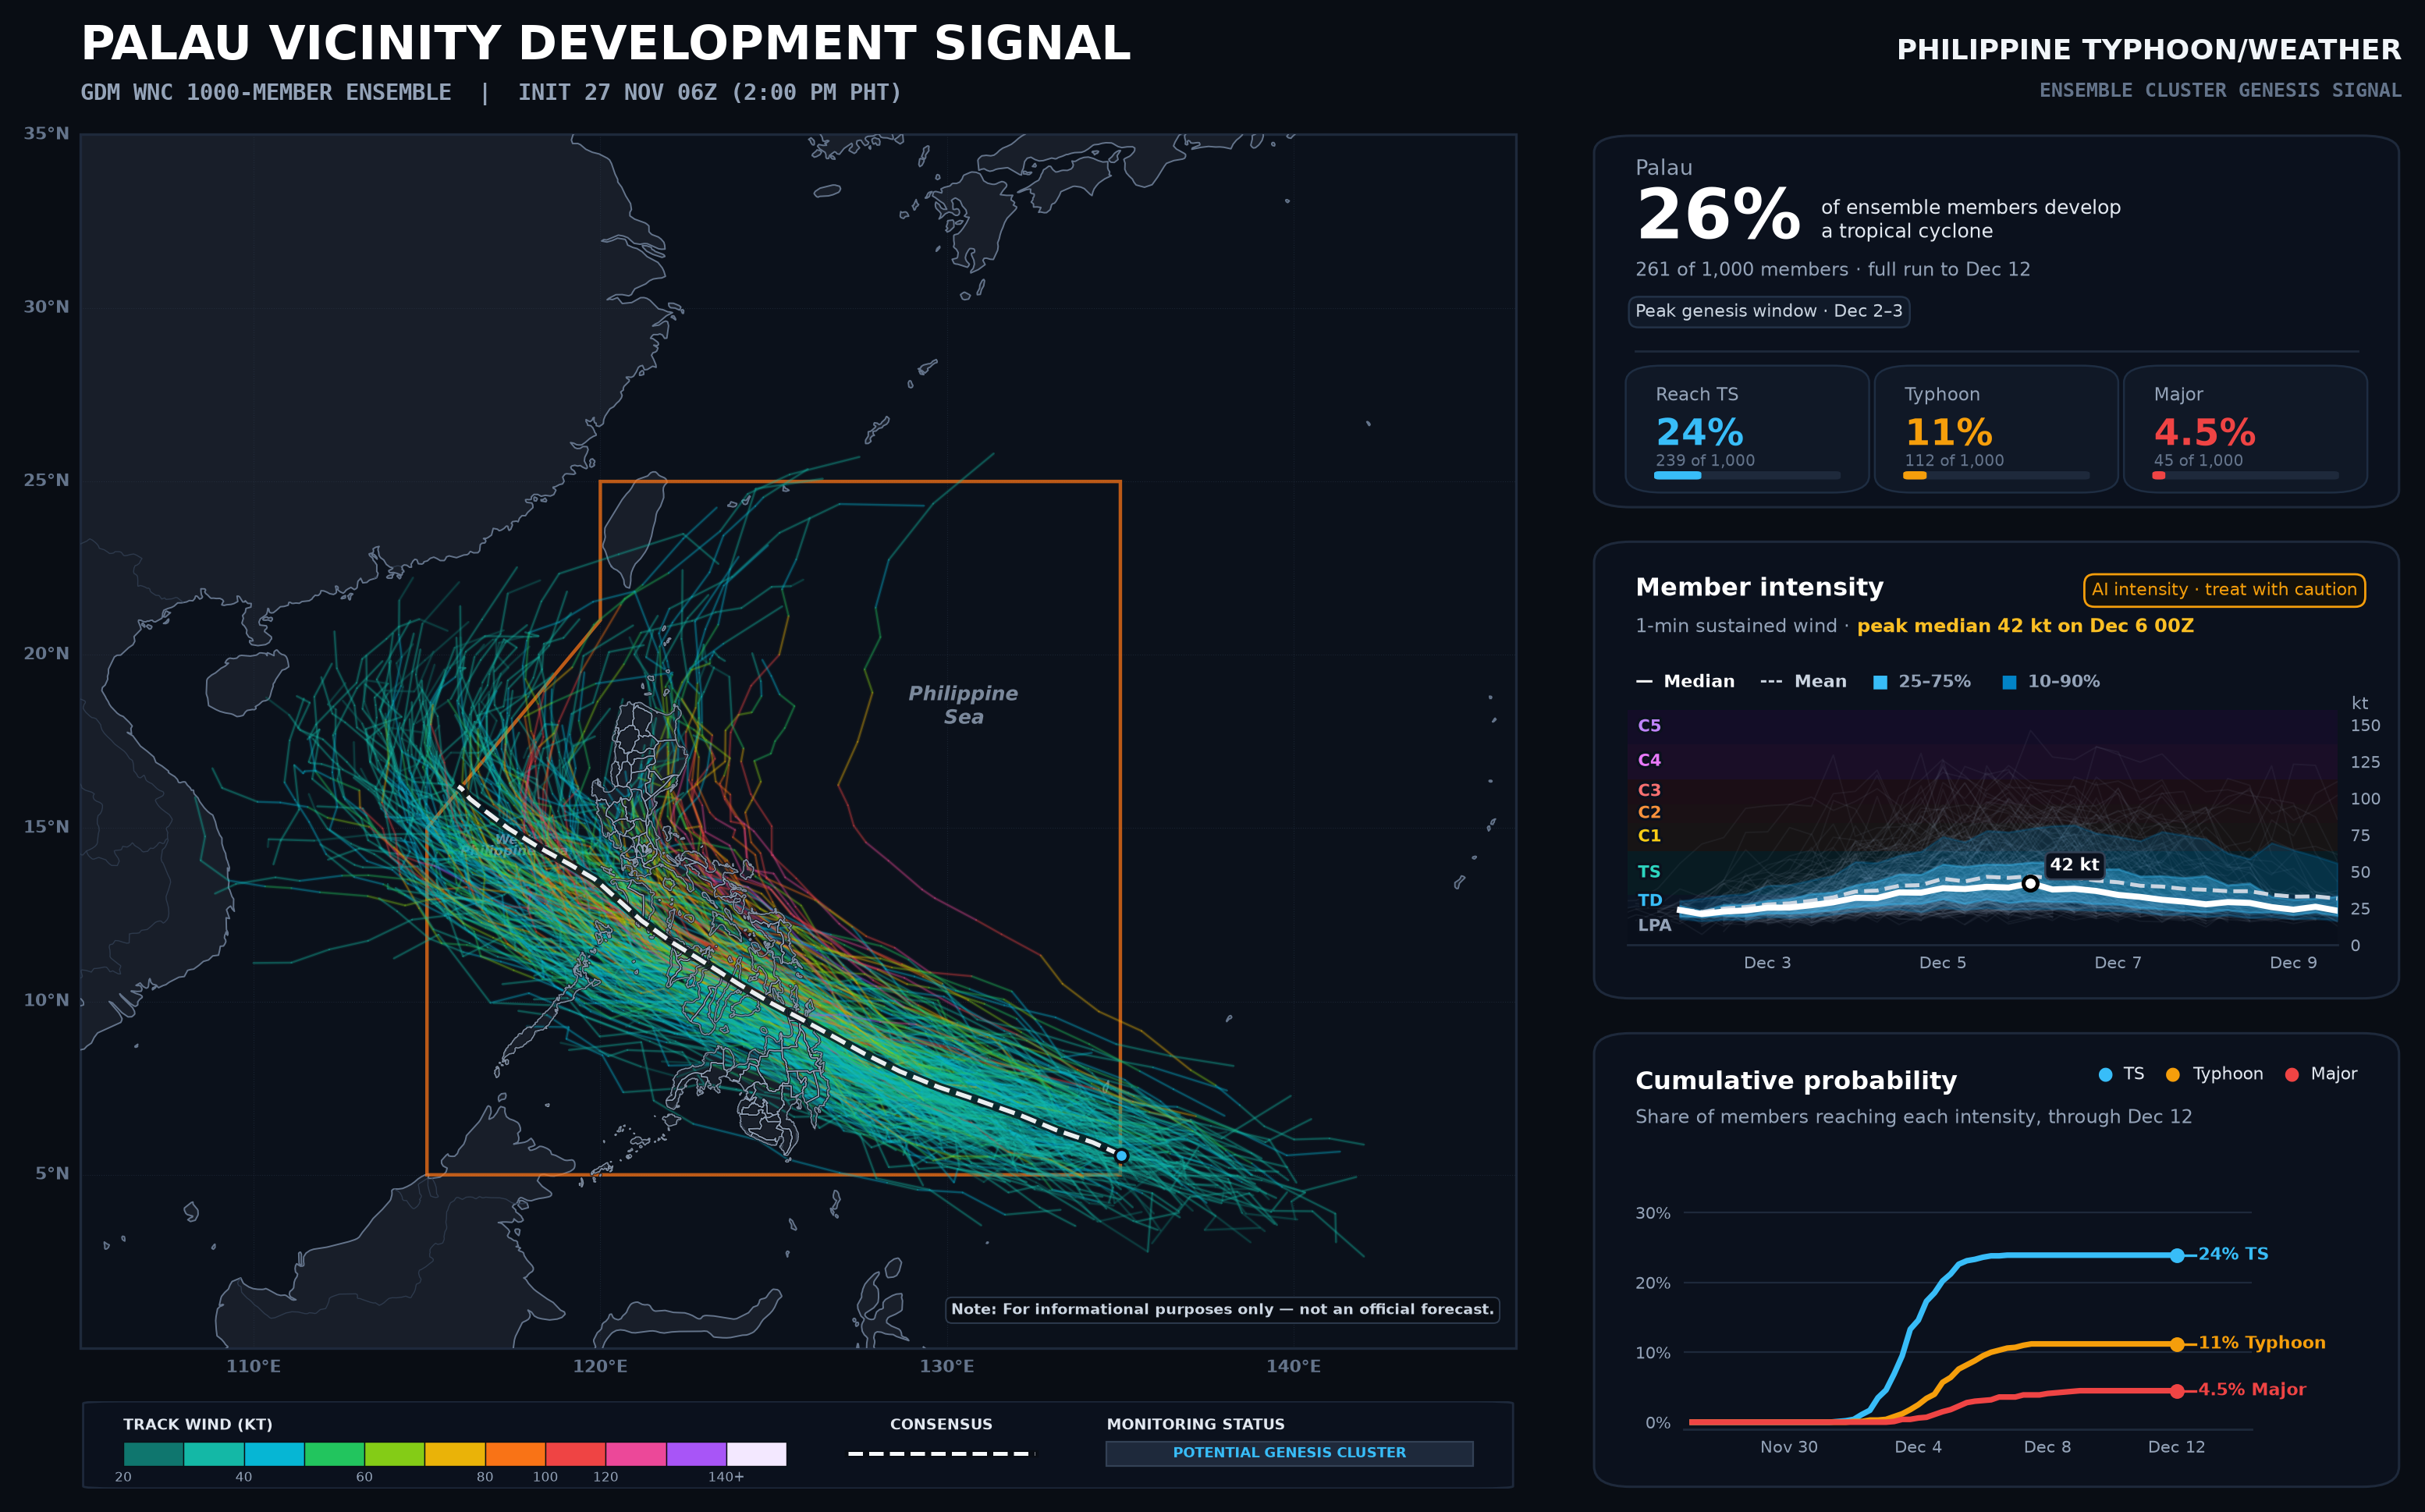 PALAU VICINITY DEVELOPMENT SIGNAL
GDM WNC 1000-MEMBER ENSEMBLE | INIT 27 NOV 06Z (2:00 PM PHT)
PHILIPPINE TYPHOON/WEATHER
ENSEMBLE CLUSTER GENESIS SIGNAL
35°N
30°N
25°N
20°N
15°N
10°N
5°N
110°E
120°E
130°E
140°E
Philippine
Sea
Philippine
Note: For informational purposes only — not an official forecast.
TRACK WIND (KT)
20
40
60
80
100
120
140+
CONSENSUS
MONITORING STATUS
POTENTIAL GENESIS CLUSTER
Palau
26%
of ensemble members develop
a tropical cyclone
261 of 1,000 members · full run to Dec 12
Peak genesis window · Dec 2–3
Reach TS
24%
239 of 1,000
Typhoon
11%
112 of 1,000
Major
4.5%
45 of 1,000
Member intensity
AI intensity · treat with caution
1-min sustained wind · peak median 42 kt on Dec 6 00Z
Median
Mean
25–75%
10–90%
kt
C5
C4
C3
C2
C1
TS
TD
LPA
150
125
100
75
50
25
0
42 kt
Dec 3
Dec 5
Dec 7
Dec 9
Cumulative probability
TS
Typhoon
Major
Share of members reaching each intensity, through Dec 12
30%
20%
10%
0%
24% TS
11% Typhoon
4.5% Major
Nov 30
Dec 4
Dec 8
Dec 12